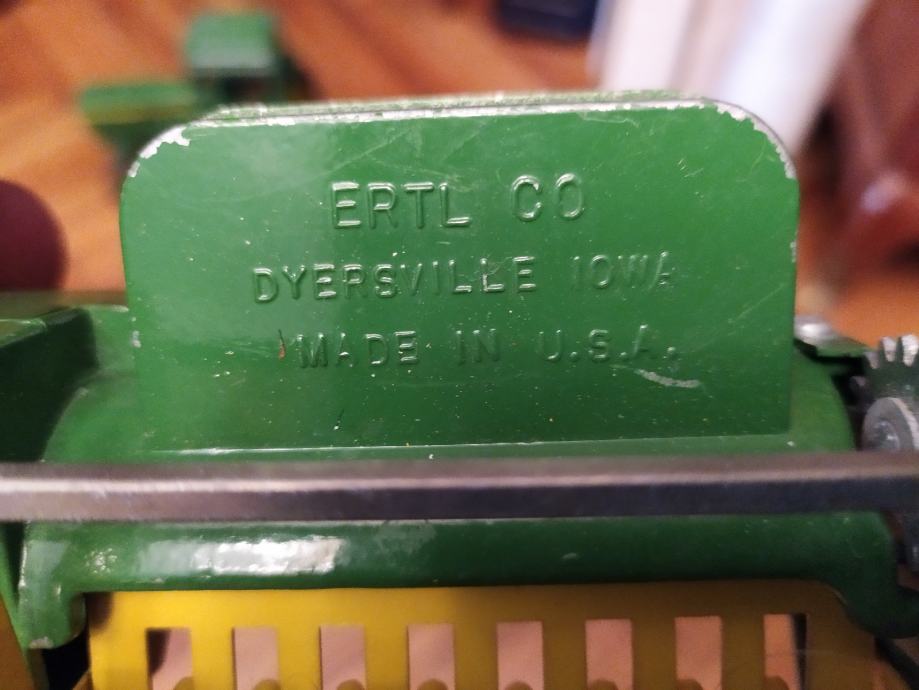 ERTL CO
DYERSVILLE IOWA
MADE IN U.S.A.